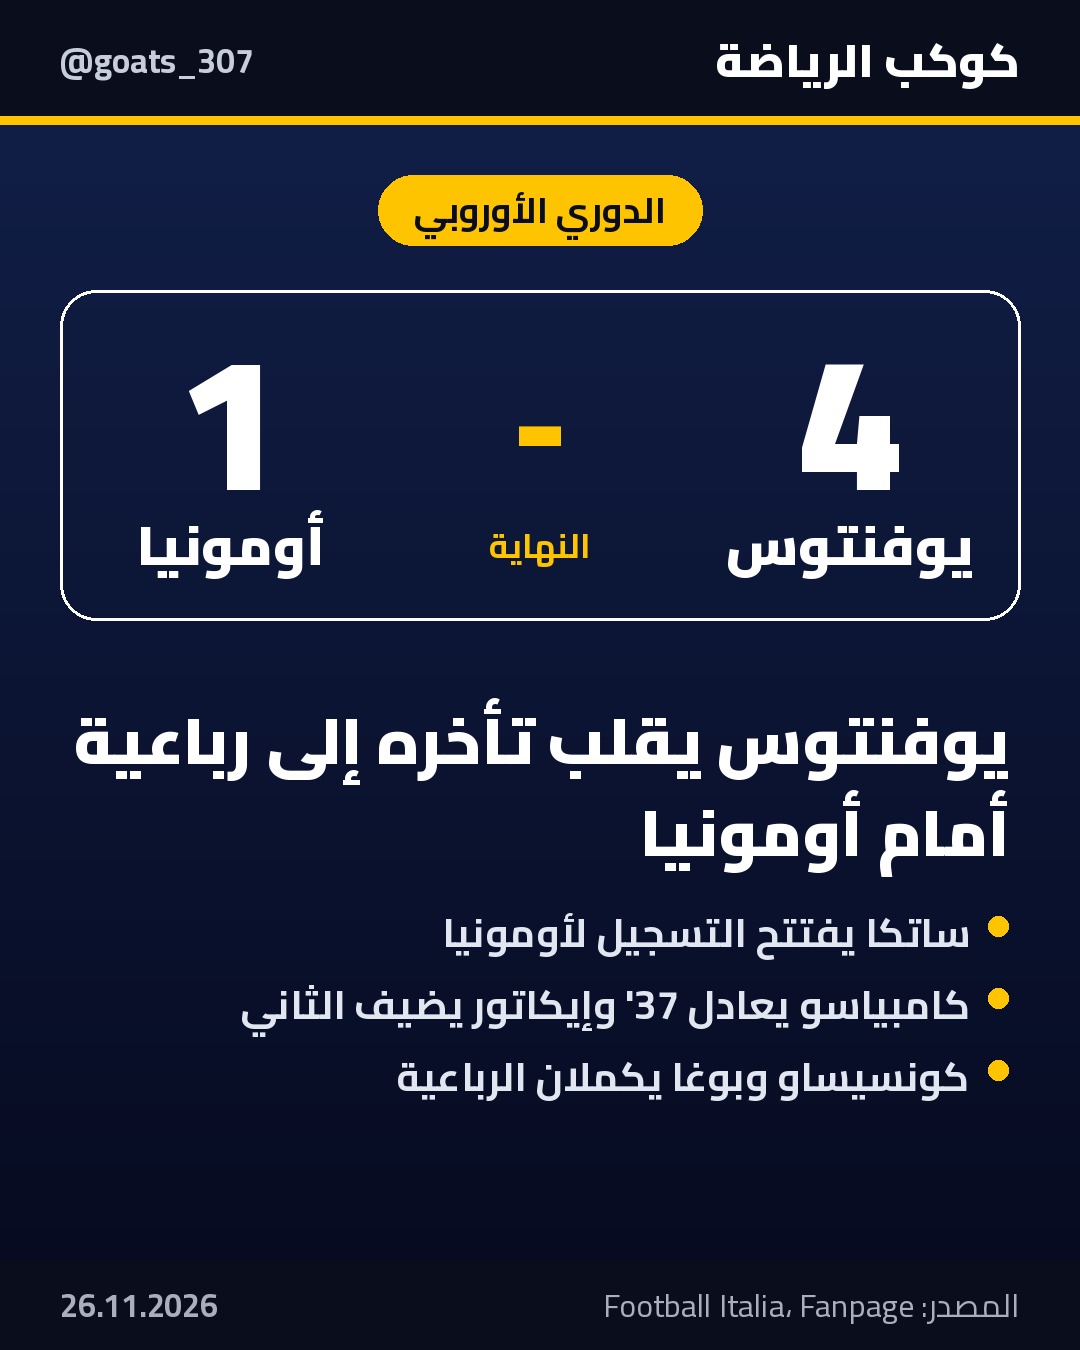 كوكب الرياضة
@goats_307
الدوري الأوروبي
4 - 1
يوفنتوس النهاية أومونيا
يوفنتوس يقلب تأخره إلى رباعية
أمام أومونيا
ساتكا يفتتح التسجيل لأومونيا
كامبياسو يعادل 37' وإيكاتور يضيف الثاني
كونسيساو وبوغا يكملان الرباعية
المصدر: Football Italia، Fanpage
26.11.2026